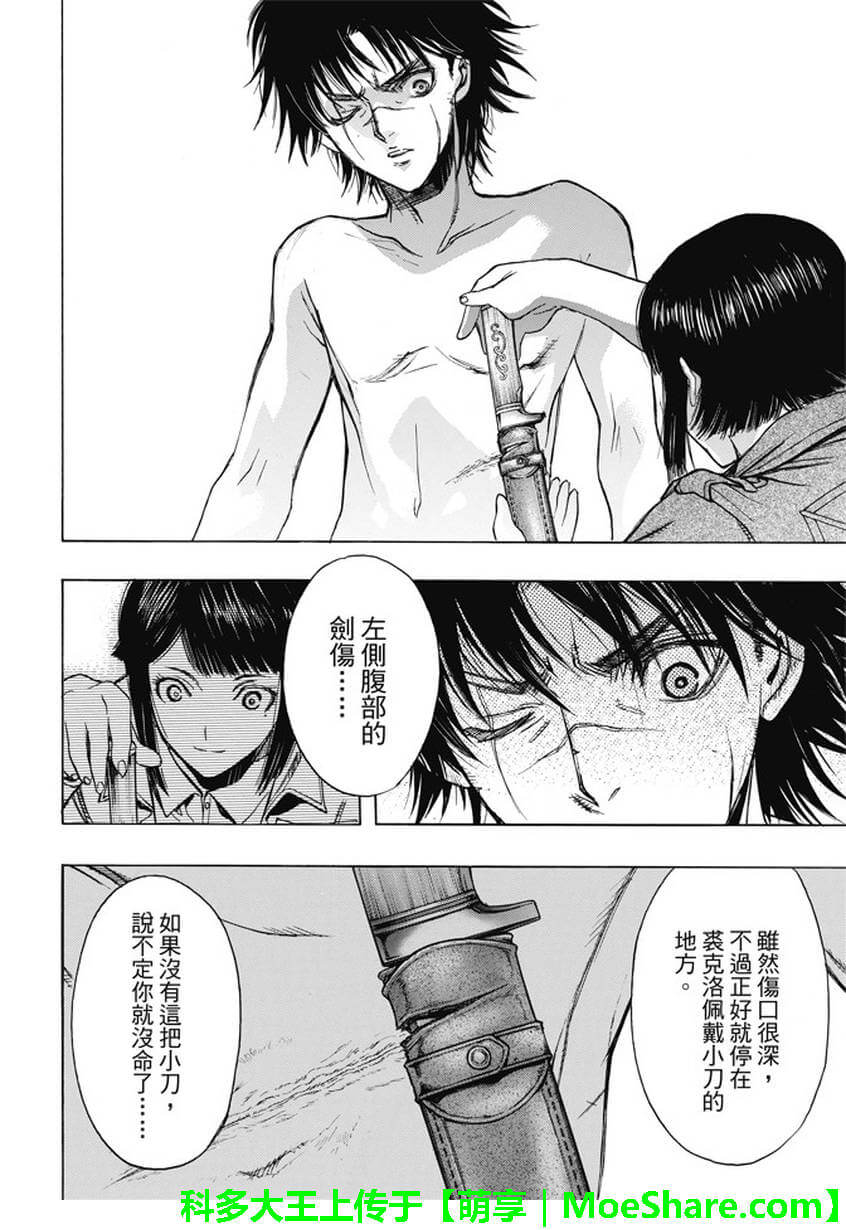 左側腹部的
劍傷……
雖然傷口很深，
不過正好就停在
裘克洛佩戴小刀的
地方。
如果沒有這把小刀，
說不定你就沒命了……
科多大王上传于【萌享｜MoeShare.com】